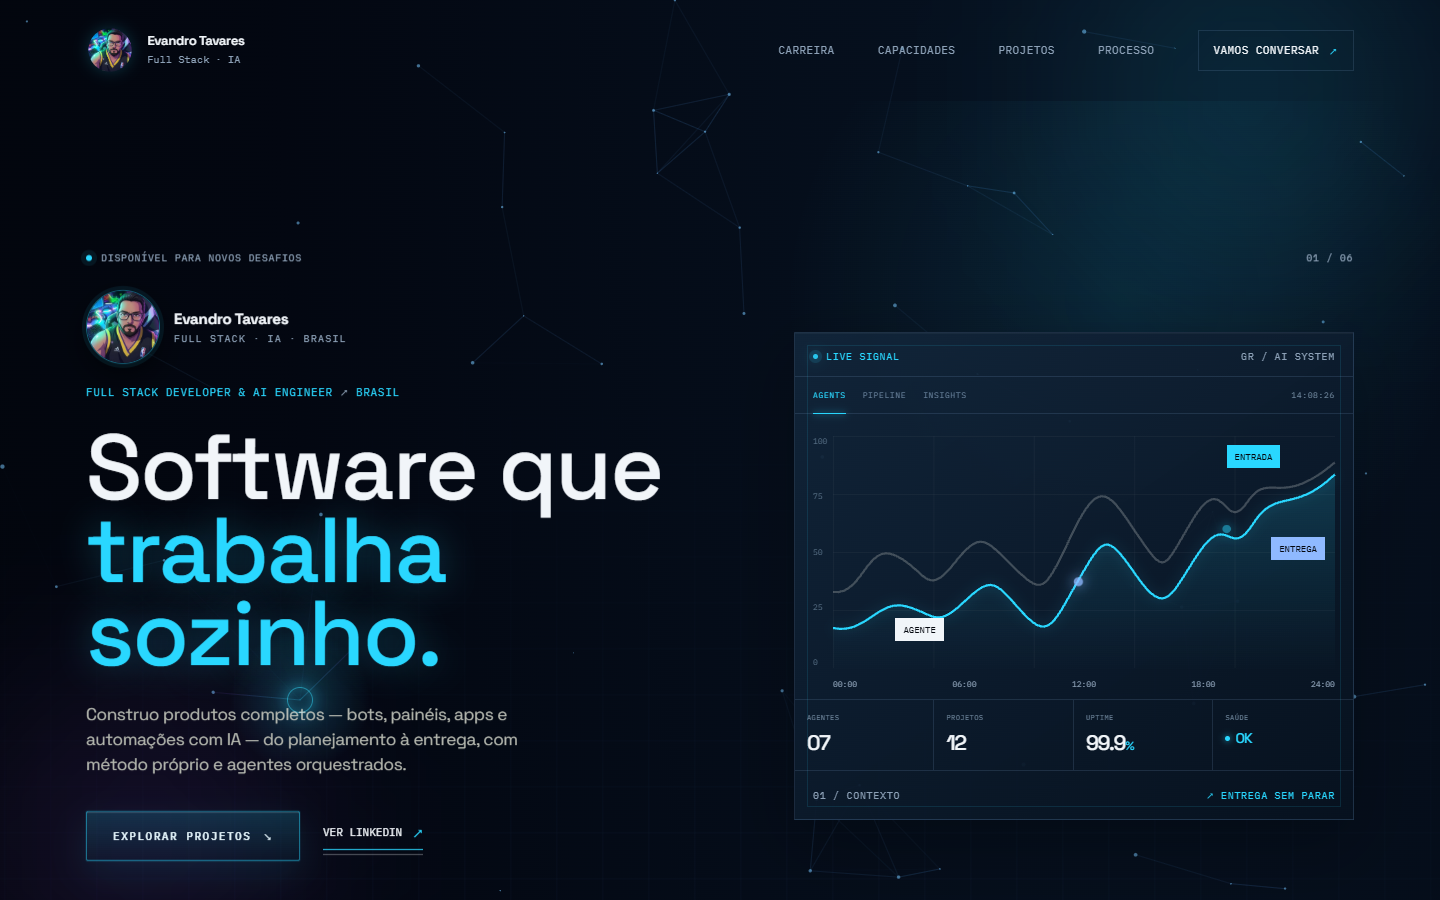 Evandro Tavares
Full Stack · IA
CARREIRA
CAPACIDADES
PROJETOS
PROCESSO
VAMOS CONVERSAR ↗
DISPONÍVEL PARA NOVOS DESAFIOS
01 / 06
Evandro Tavares
FULL STACK · IA · BRASIL
FULL STACK DEVELOPER & AI ENGINEER ↗ BRASIL
Software que
trabalha
sozinho.
Construo produtos completos — bots, painéis, apps e
automações com IA — do planejamento à entrega, com
método próprio e agentes orquestrados.
EXPLORAR PROJETOS ↘
VER LINKEDIN ↗
LIVE SIGNAL
GR / AI SYSTEM
AGENTS
PIPELINE
INSIGHTS
14:08:26
100
75
50
25
0
ENTRADA
ENTREGA
AGENTE
00:00
06:00
12:00
18:00
24:00
AGENTES
07
PROJETOS
12
UPTIME
99.9%
SAÚDE
OK
01 / CONTEXTO
↗ ENTREGA SEM PARAR